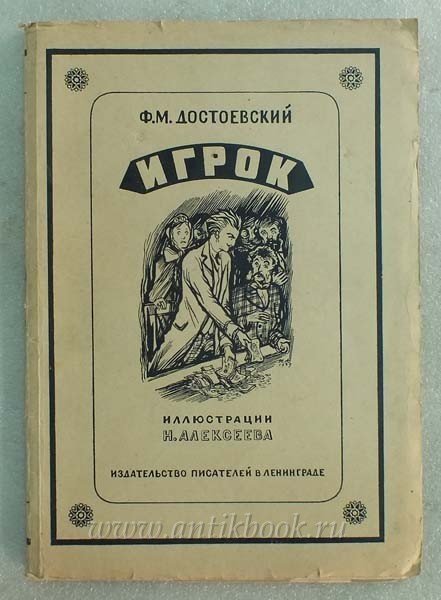 Ф.М. ДОСТОЕВСКИЙ
ИГРОК
ИЛЛЮСТРАЦИИ
Н. АЛЕКСЕЕВА
ИЗДАТЕЛЬСТВО ПИСАТЕЛЕЙ В ЛЕНИНГРАДЕ
www.antikbook.ru